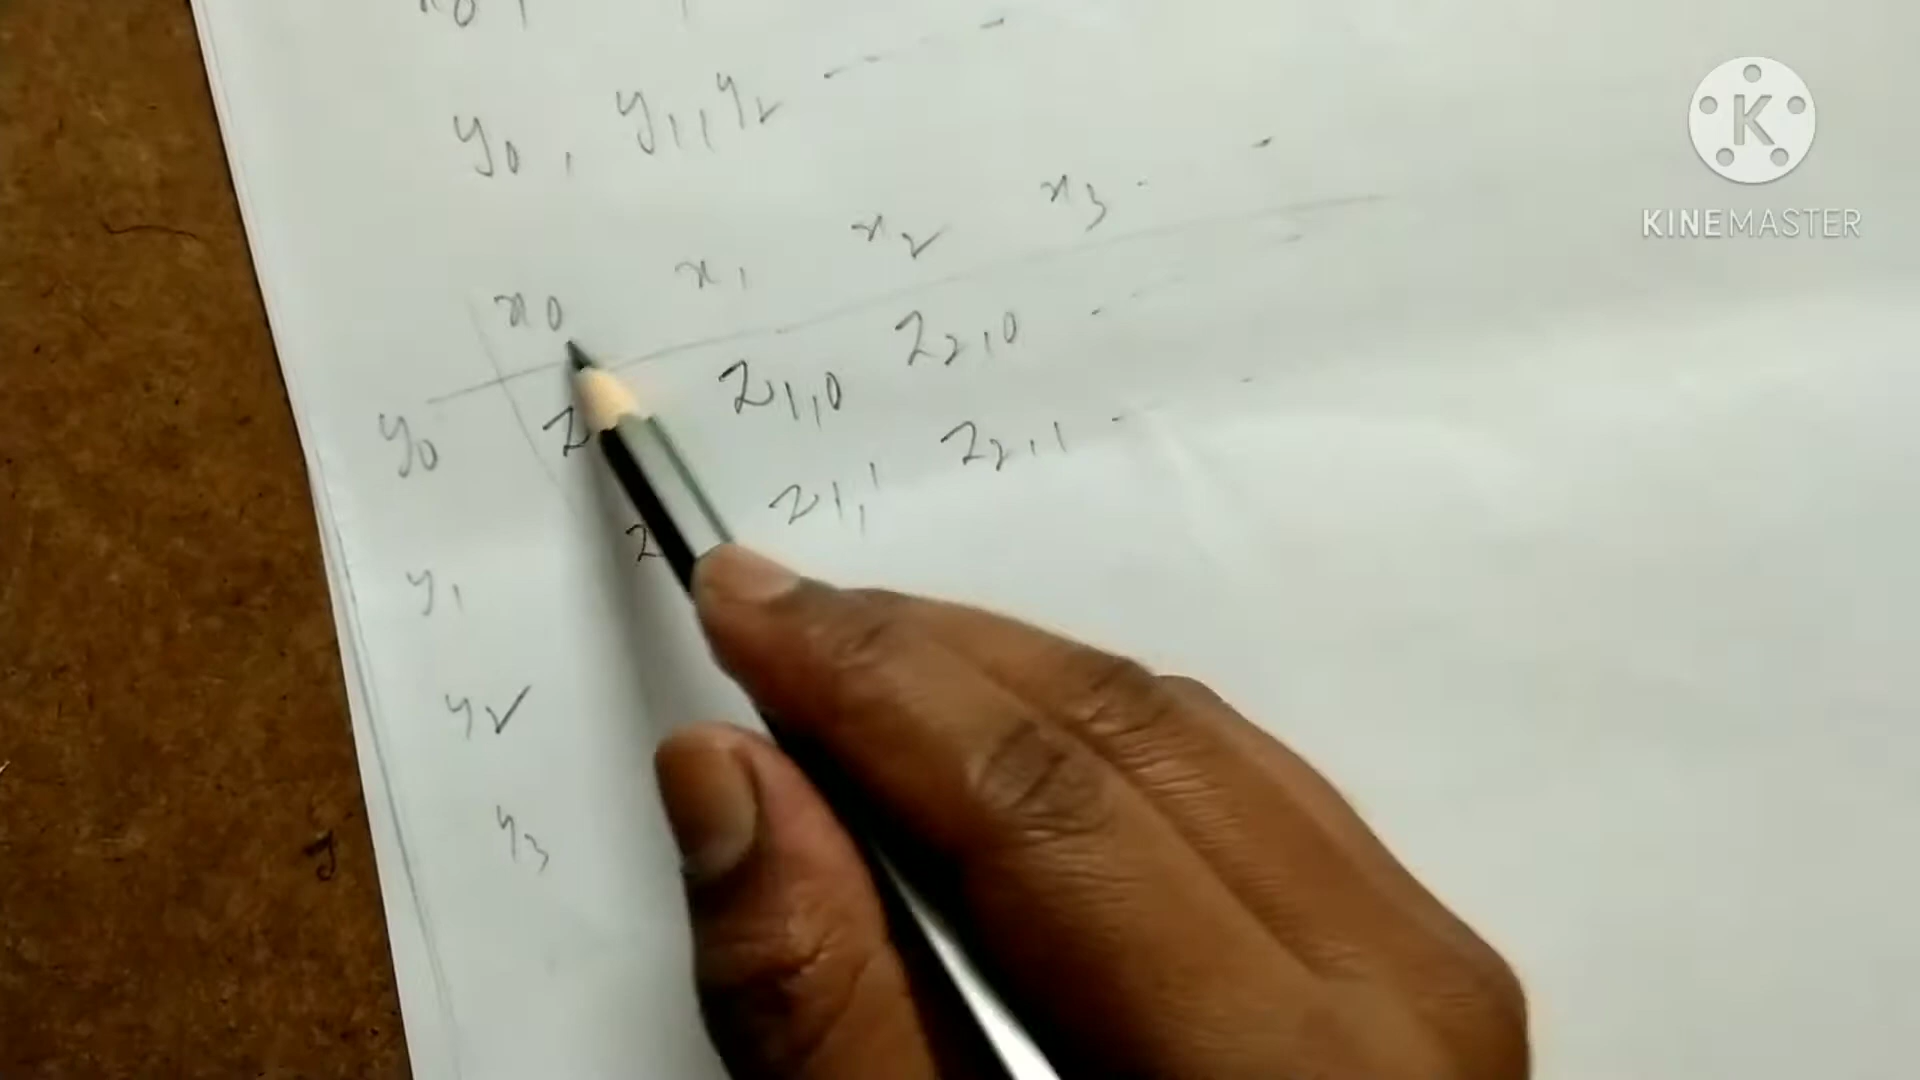 y0, y1, y2 -----
x0 x1 x2 x3 - -
y0 z z1,0 z2,0 - - - -
y1 z z1,1 z2,1 - -
y2
y3
K
KINEMASTER